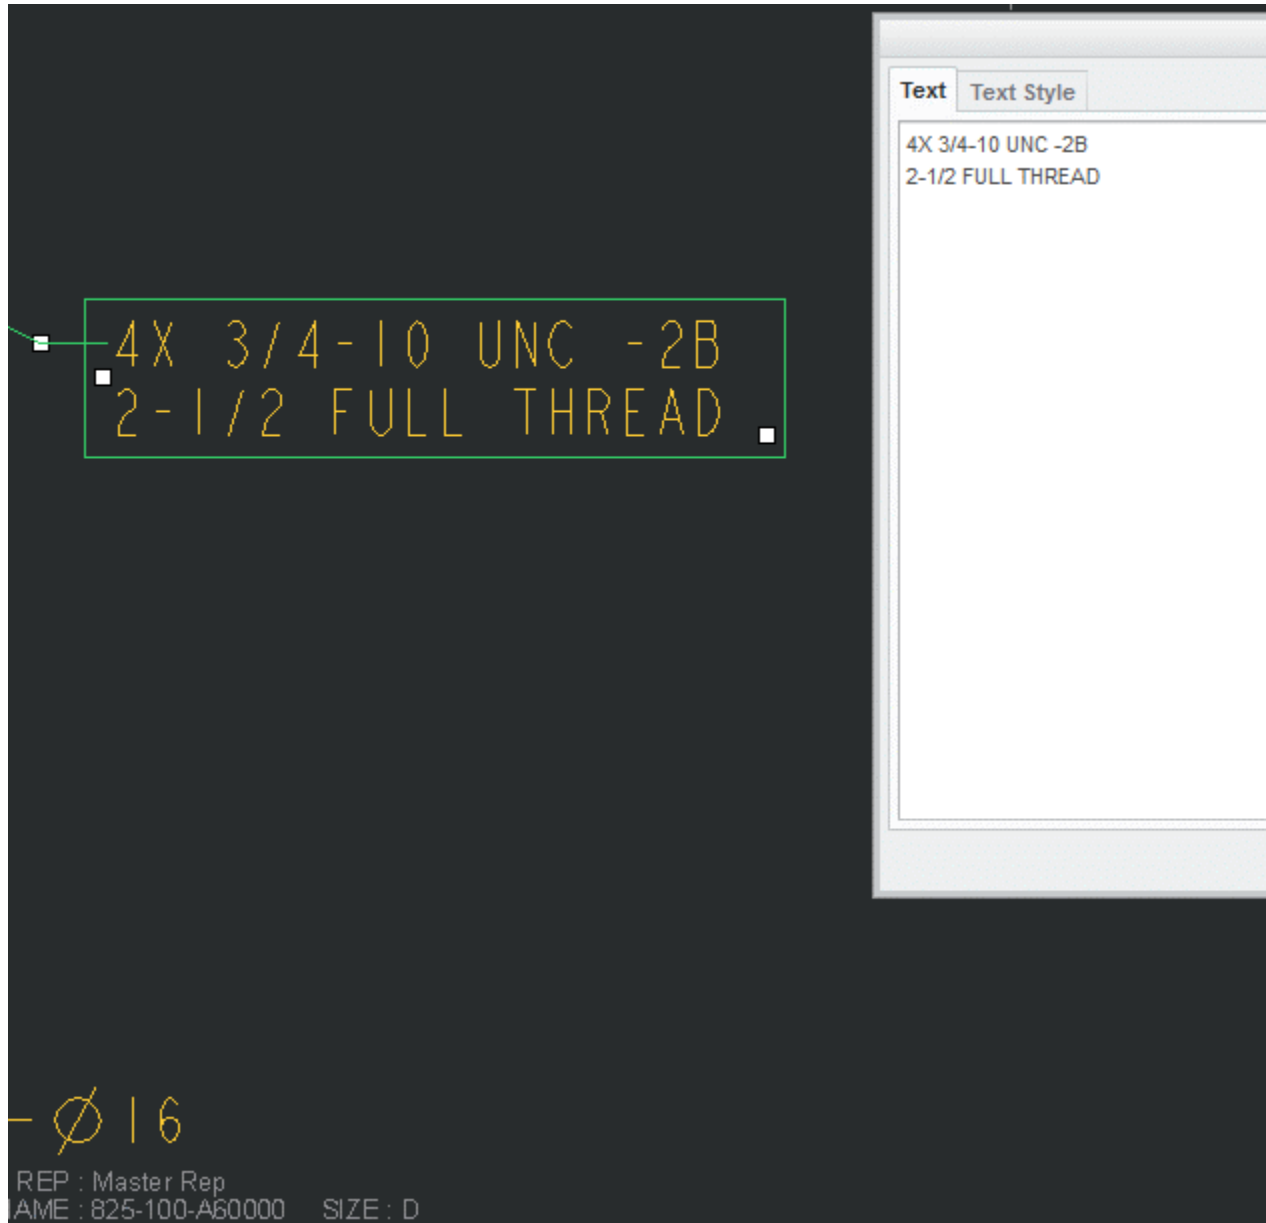 Text Text Style
4X 3/4-10 UNC -2B
2-1/2 FULL THREAD
4X 3/4-10 UNC -2B
2-1/2 FULL THREAD
Ø16
REP : Master Rep
AME : 825-100-A60000 SIZE : D